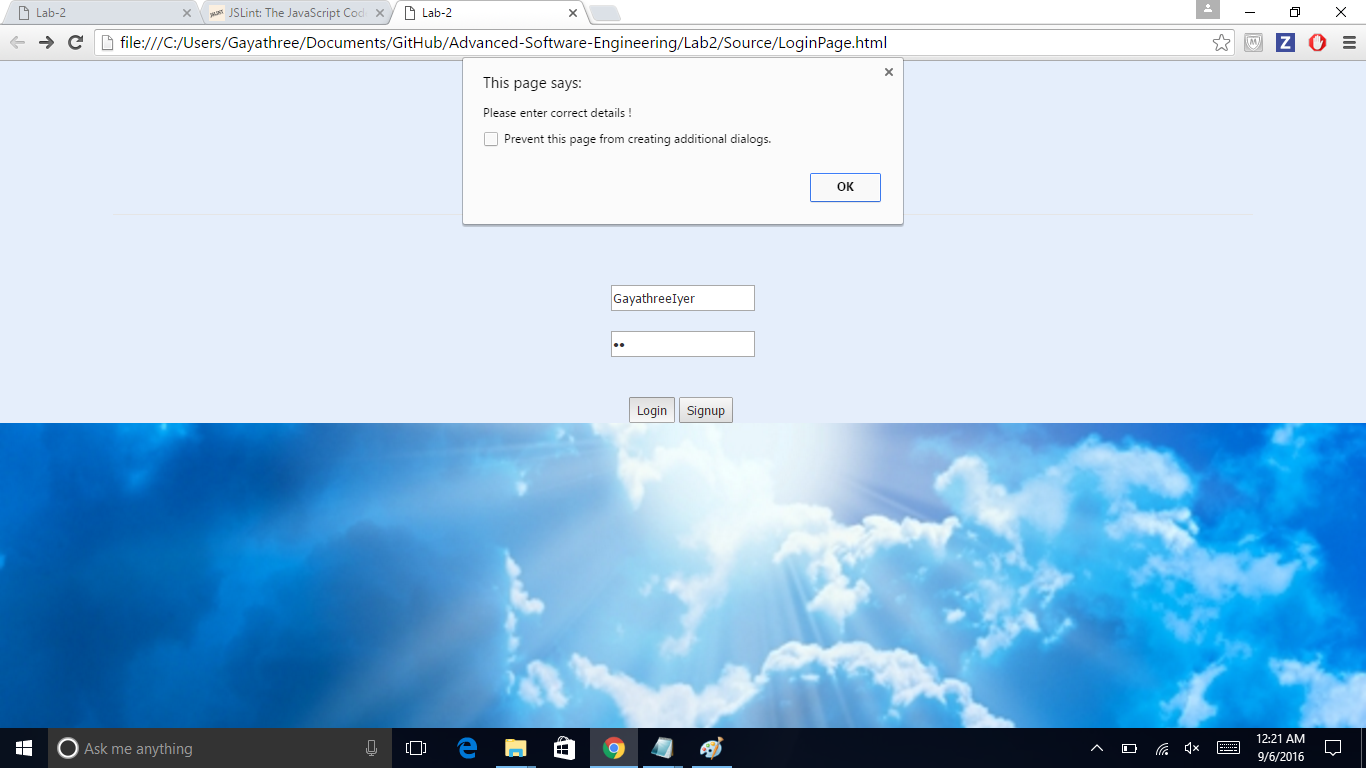 Lab-2
JSLint: The JavaScript Cod
Lab-2
file:///C:/Users/Gayathree/Documents/GitHub/Advanced-Software-Engineering/Lab2/Source/LoginPage.html
Z
This page says:
Please enter correct details !
Prevent this page from creating additional dialogs.
OK
GayathreeIyer
••
Login Signup
Ask me anything
12:21 AM
9/6/2016